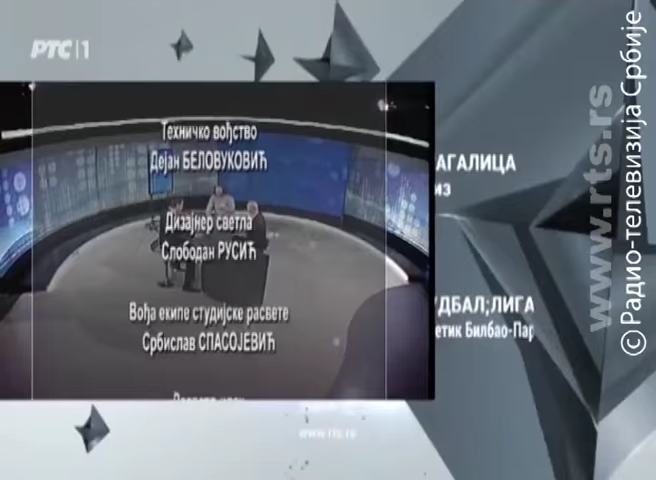 РТС|1
Техничко вођство
Дејан БЕЛОВУКОВИЋ
Дизајнер светла
Слободан РУСИЋ
Вођа екипе студијске расвете
Србислав СПАСОЈЕВИЋ
АГАЛИЦА
из
УДБАЛ;ЛИГА
етик Билбао-Пар
www.rts.rs
www.rts.rs
© Радио-телевизија Србије